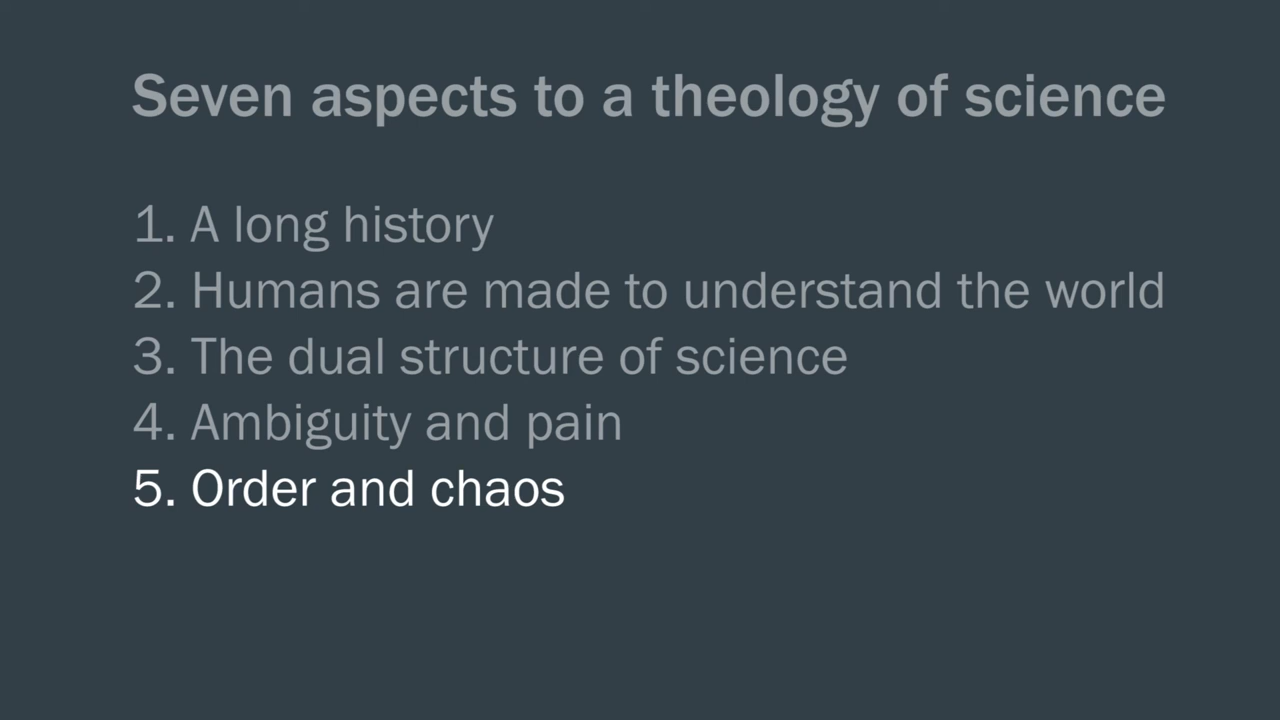 Seven aspects to a theology of science
1. A long history
2. Humans are made to understand the world
3. The dual structure of science
4. Ambiguity and pain
5. Order and chaos